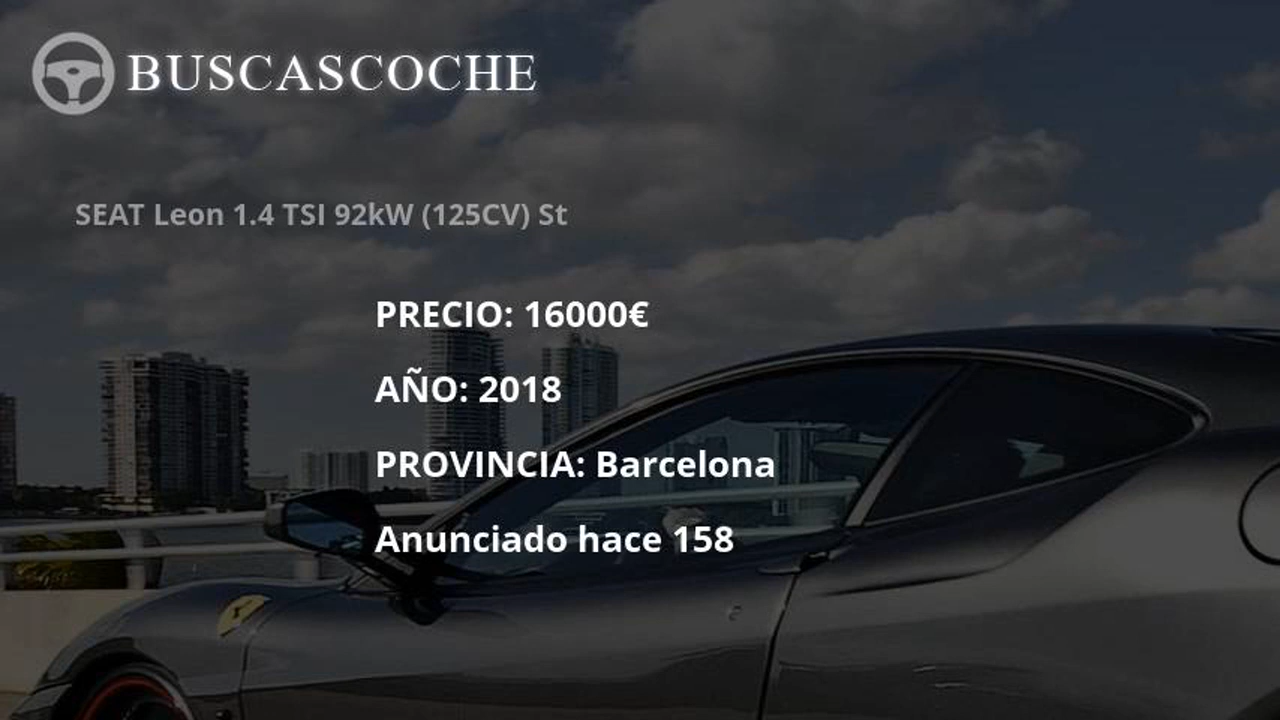 BUSCASCOCHE
SEAT Leon 1.4 TSI 92kW (125CV) St
PRECIO: 16000€
AÑO: 2018
PROVINCIA: Barcelona
Anunciado hace 158